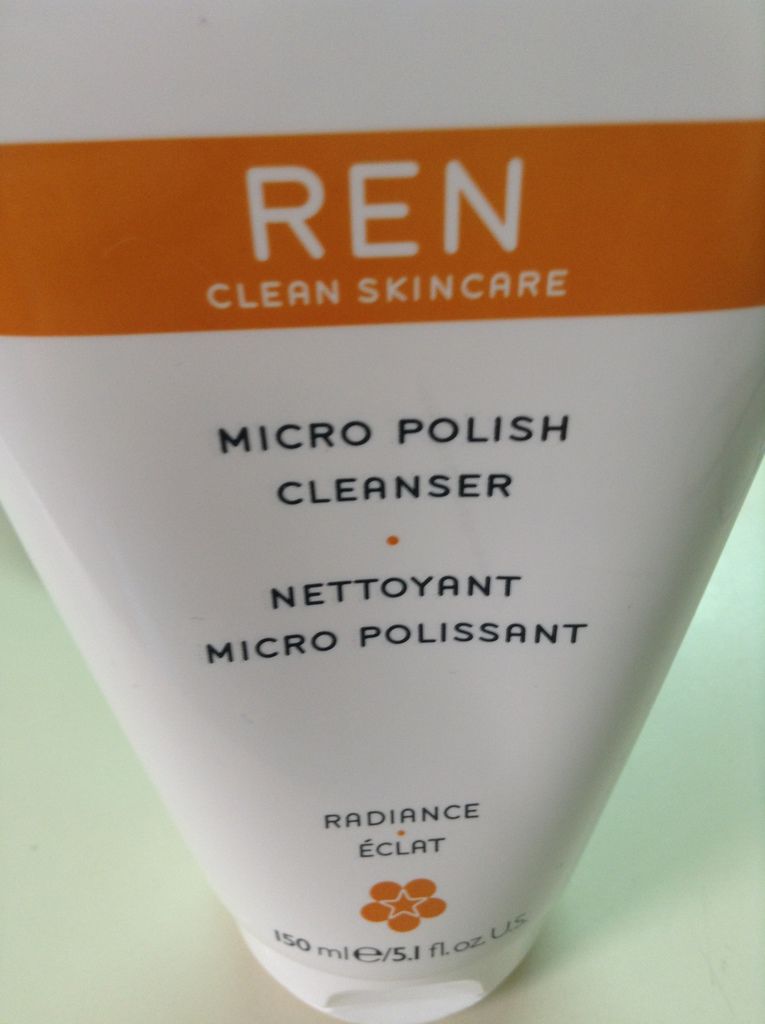 REN
CLEAN SKINCARE
MICRO POLISH
CLEANSER
NETTOYANT
MICRO POLISSANT
RADIANCE
ÉCLAT
150 ml℮/5.1 fl.oz. U.S.